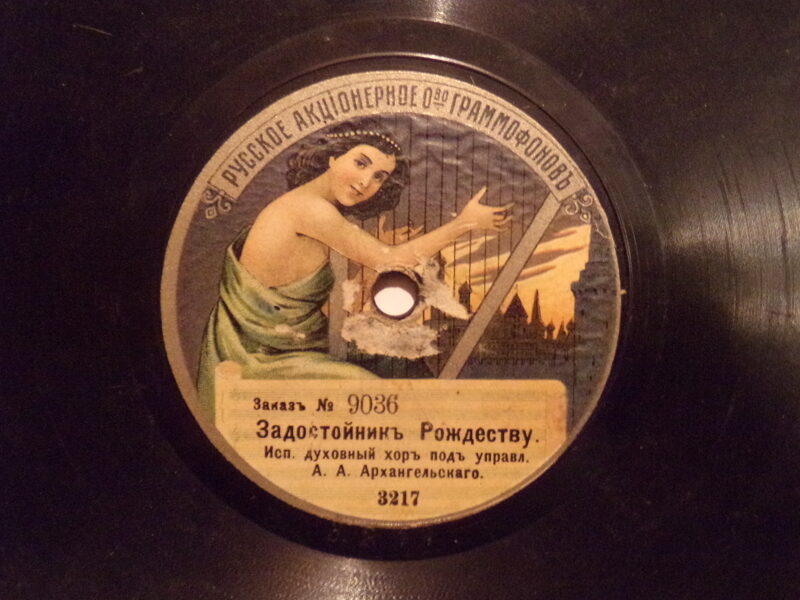 РУССКОЕ АКЦІОНЕРНОЕ О-во ГРАММОФОНОВЪ
Заказъ № 9036
Задостойникъ Рождеству.
Исп. духовный хоръ подъ управл.
А. А. Архангельскаго.
3217